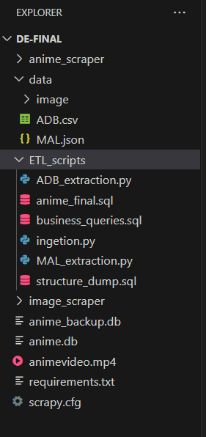 EXPLORER
DE-FINAL
anime_scraper
data
image
ADB.csv
MAL.json
ETL_scripts
ADB_extraction.py
anime_final.sql
business_queries.sql
ingetion.py
MAL_extraction.py
structure_dump.sql
image_scraper
anime_backup.db
anime.db
animevideo.mp4
requirements.txt
scrapy.cfg